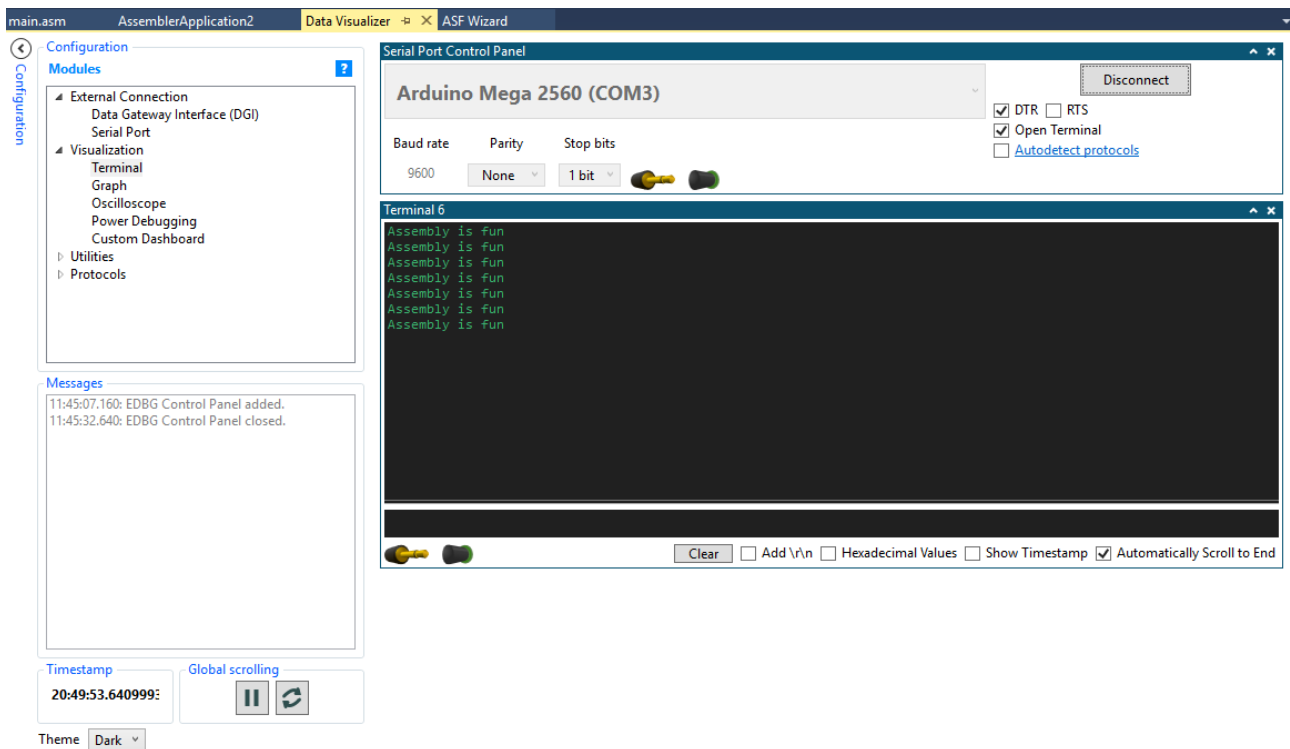 main.asm AssemblerApplication2 Data Visualizer ASF Wizard
Configuration
Configuration
Modules
?
External Connection
Data Gateway Interface (DGI)
Serial Port
Visualization
Terminal
Graph
Oscilloscope
Power Debugging
Custom Dashboard
Utilities
Protocols
Messages
11:45:07.160: EDBG Control Panel added.
11:45:32.640: EDBG Control Panel closed.
Timestamp
20:49:53.640999
Global scrolling
Theme Dark
Serial Port Control Panel
Arduino Mega 2560 (COM3)
Disconnect
DTR RTS
Open Terminal
Autodetect protocols
Baud rate Parity Stop bits
9600 None 1 bit
Terminal 6
Assembly is fun
Assembly is fun
Assembly is fun
Assembly is fun
Assembly is fun
Assembly is fun
Assembly is fun
Clear Add \r\n Hexadecimal Values Show Timestamp Automatically Scroll to End